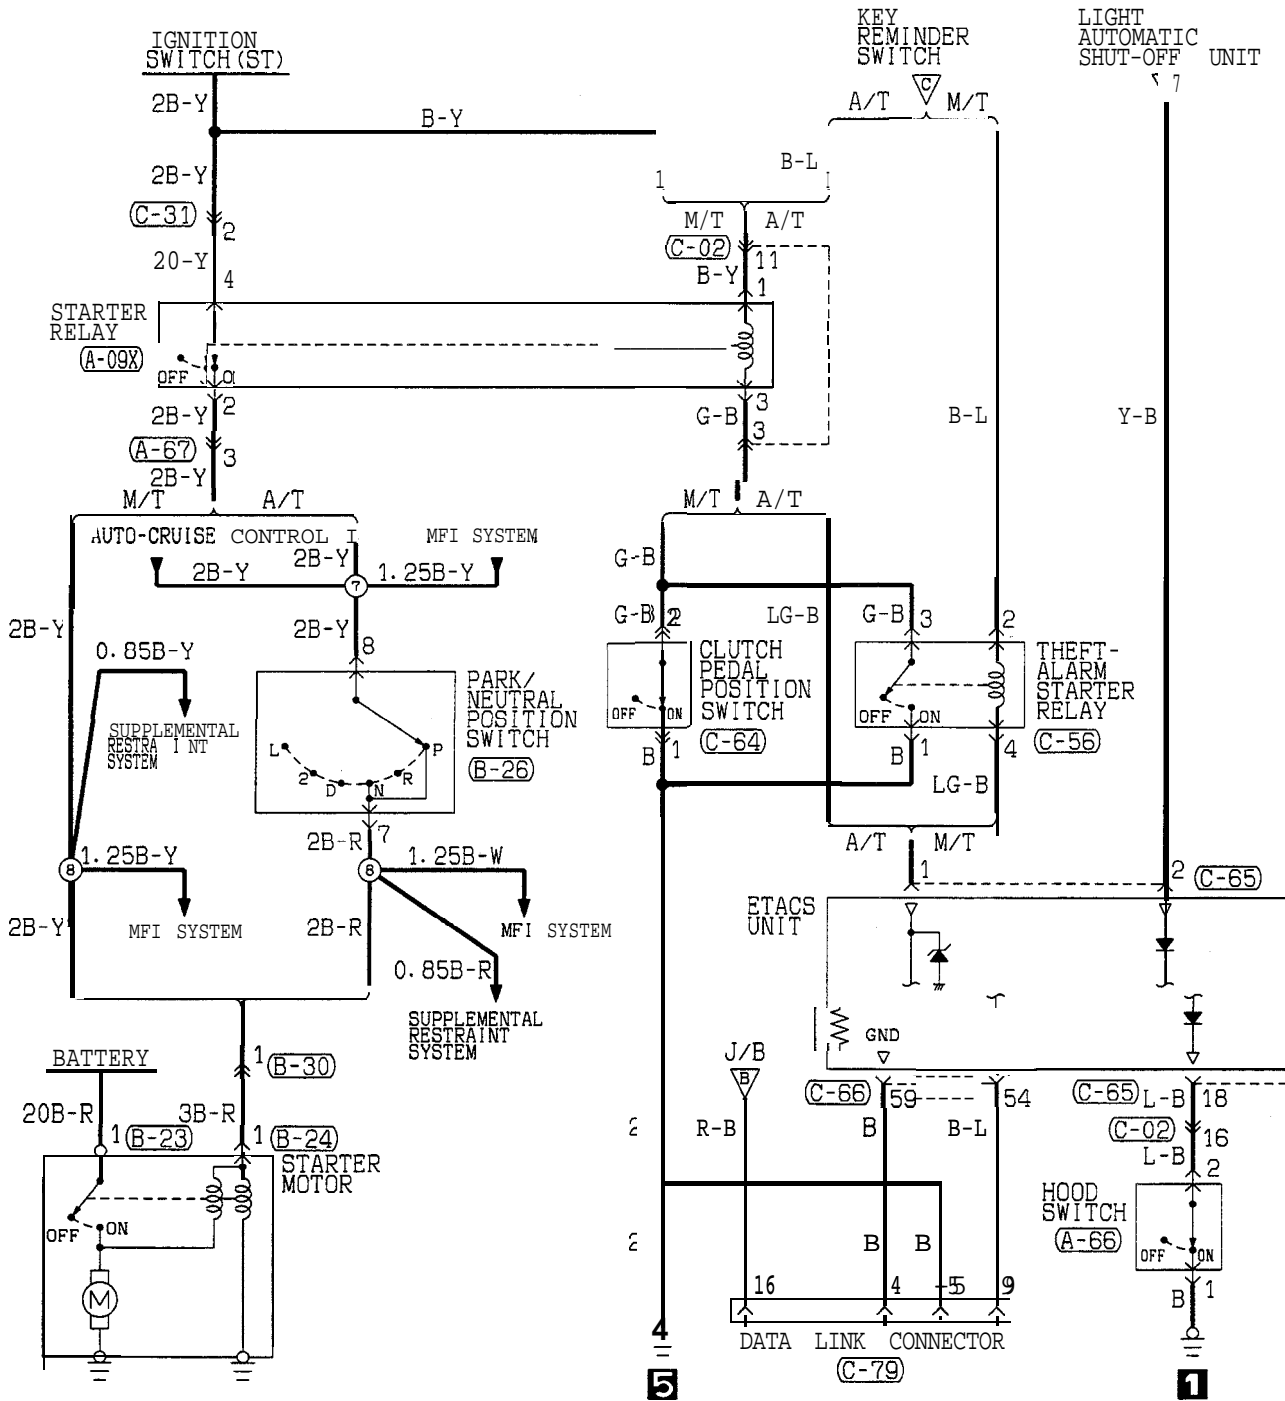 IGNITION
SWITCH(ST)
KEY
REMINDER
SWITCH
LIGHT
AUTOMATIC
SHUT-OFF UNIT
7
C
A/T
M/T
2B-Y
B-Y
B-L
2B-Y
1
C-31
2
M/T
A/T
C-02
11
20-Y
4
B-Y
1
STARTER
RELAY
A-09X
OFF
2B-Y
2
G-B
3
3
B-L
Y-B
A-67
3
2B-Y
M/T
A/T
M/T
A/T
AUTO-CRUISE CONTROL
MFI SYSTEM
2B-Y
2B-Y
1.25B-Y
7
G-B
2B-Y
2B-Y
8
G-B
2
LG-B
G-B
3
2
0.85B-Y
SUPPLEMENTAL
SYSTEM
PARK/
NEUTRAL
POSITION
SWITCH
B-26
L
2
D
N
R
P
CLUTCH
PEDAL
POSITION
SWITCH
C-64
OFF
ON
B
1
THEFT-
ALARM
STARTER
RELAY
C-56
OFF
ON
B
1
4
LG-B
2B-R
7
8
1.25B-Y
8
1.25B-W
A/T
M/T
1
2
C-65
2B-Y
MFI SYSTEM
2B-R
MFI SYSTEM
0.85B-R
SUPPLEMENTAL
RESTRAINT
SYSTEM
ETACS
UNIT
GND
BATTERY
1
B-30
J/B
B
C-66
59
54
C-65
L-B
18
20B-R
3B-R
1
B-23
1
B-24
2
R-B
B
B-L
C-02
16
L-B
2
STARTER
MOTOR
OFF
ON
M
HOOD
SWITCH
A-66
OFF
ON
2
B
B
B
1
16
4
5
9
4
DATA LINK CONNECTOR
C-79
5
1